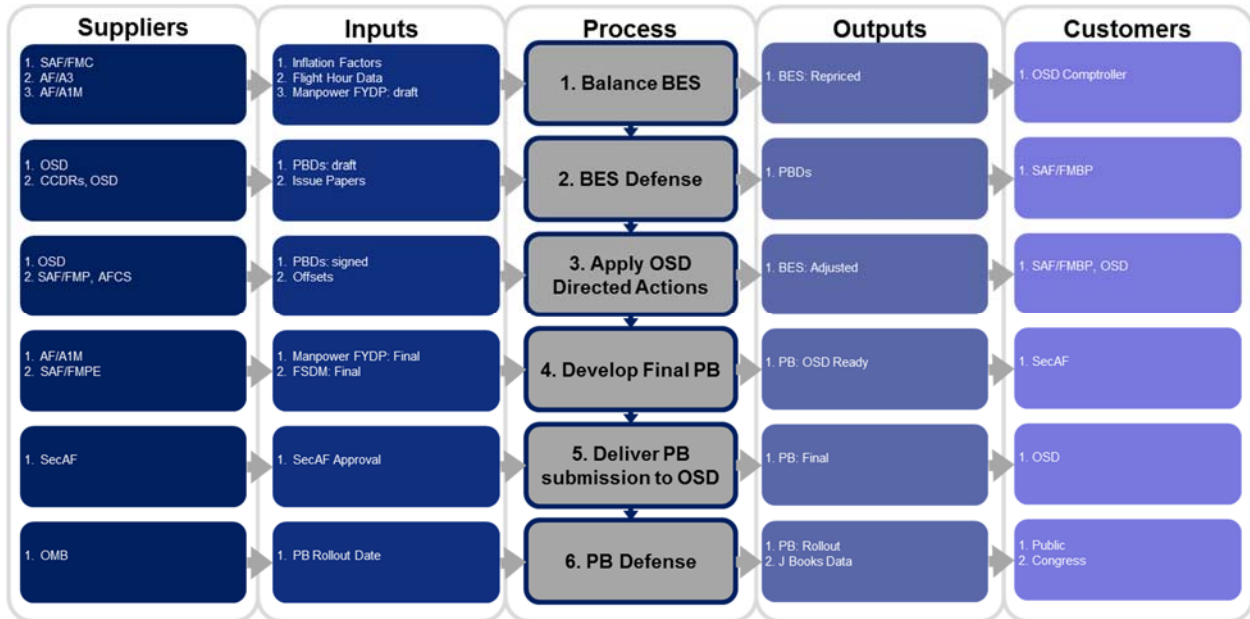 Suppliers
Inputs
Process
Outputs
Customers
1. SAF/FMC
2. AF/A3
3. AF/A1M
1. Inflation Factors
2. Flight Hour Data
3. Manpower FYDP: draft
1. Balance BES
1. BES: Repriced
1. OSD Comptroller
1. OSD
2. CCDRs, OSD
1. PBDs: draft
2. Issue Papers
2. BES Defense
1. PBDs
1. SAF/FMBP
1. OSD
2. SAF/FMP, AFCS
1. PBDs: signed
2. Offsets
3. Apply OSD
Directed Actions
1. BES: Adjusted
1. SAF/FMBP, OSD
1. AF/A1M
2. SAF/FMPE
1. Manpower FYDP: Final
2. FSDM: Final
4. Develop Final PB
1. PB: OSD Ready
1. SecAF
1. SecAF
1. SecAF Approval
5. Deliver PB
submission to OSD
1. PB: Final
1. OSD
1. OMB
1. PB Rollout Date
6. PB Defense
1. PB: Rollout
2. J Books Data
1. Public
2. Congress